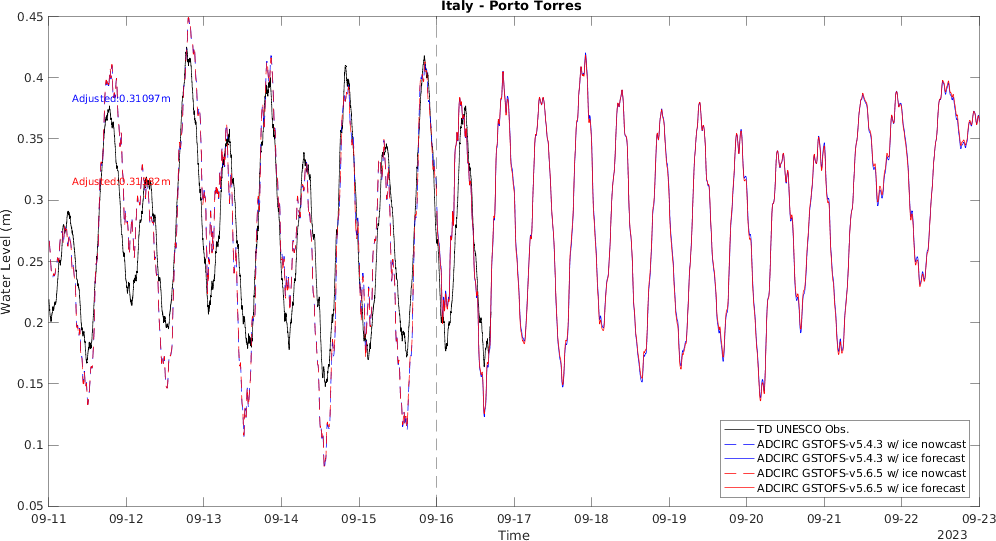 Italy - Porto Torres
0.45
0.4
0.35
0.3
0.25
0.2
0.15
0.1
0.05
Water Level (m)
Adjusted:0.31097m
TD UNESCO Obs.
ADCIRC GSTOFS-v5.4.3 w/ ice nowcast
ADCIRC GSTOFS-v5.4.3 w/ ice forecast
ADCIRC GSTOFS-v5.6.5 w/ ice nowcast
ADCIRC GSTOFS-v5.6.5 w/ ice forecast
09-11 09-12 09-13 09-14 09-15 09-16 09-17 09-18 09-19 09-20 09-21 09-22 09-23
Time
2023